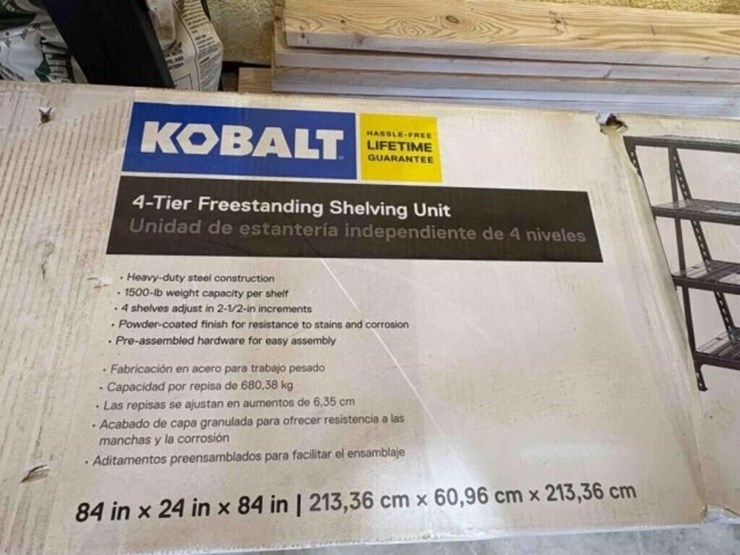 KOBALT
HASSLE-FREE
LIFETIME
GUARANTEE
4-Tier Freestanding Shelving Unit
Unidad de estantería independiente de 4 niveles
• Heavy-duty steel construction
• 1500-lb weight capacity per shelf
• 4 shelves adjust in 2-1/2-in increments
• Powder-coated finish for resistance to stains and corrosion
• Pre-assembled hardware for easy assembly
• Fabricación en acero para trabajo pesado
• Capacidad por repisa de 680,38 kg
• Las repisas se ajustan en aumentos de 6,35 cm
• Acabado de capa granulada para ofrecer resistencia a las
manchas y la corrosión
• Aditamentos preensamblados para facilitar el ensamblaje
84 in x 24 in x 84 in | 213,36 cm x 60,96 cm x 213,36 cm